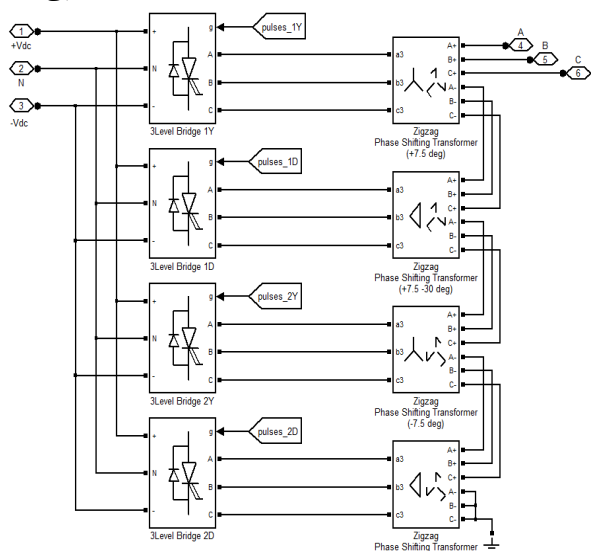 1
+Vdc
2
N
3
-Vdc
+
N
-
g
A
B
C
3Level Bridge 1Y
pulses_1Y
a3
b3
c3
A+
B+
C+
A-
B-
C-
Zigzag
Phase Shifting Transformer
(+7.5 deg)
A
4
B
5
C
6
+
N
-
g
A
B
C
3Level Bridge 1D
pulses_1D
a3
b3
c3
A+
B+
C+
A-
B-
C-
Zigzag
Phase Shifting Transformer
(+7.5 -30 deg)
+
N
-
g
A
B
C
3Level Bridge 2Y
pulses_2Y
a3
b3
c3
A+
B+
C+
A-
B-
C-
Zigzag
Phase Shifting Transformer
(-7.5 deg)
+
N
-
g
A
B
C
3Level Bridge 2D
pulses_2D
a3
b3
c3
A+
B+
C+
A-
B-
C-
Zigzag
Phase Shifting Transformer